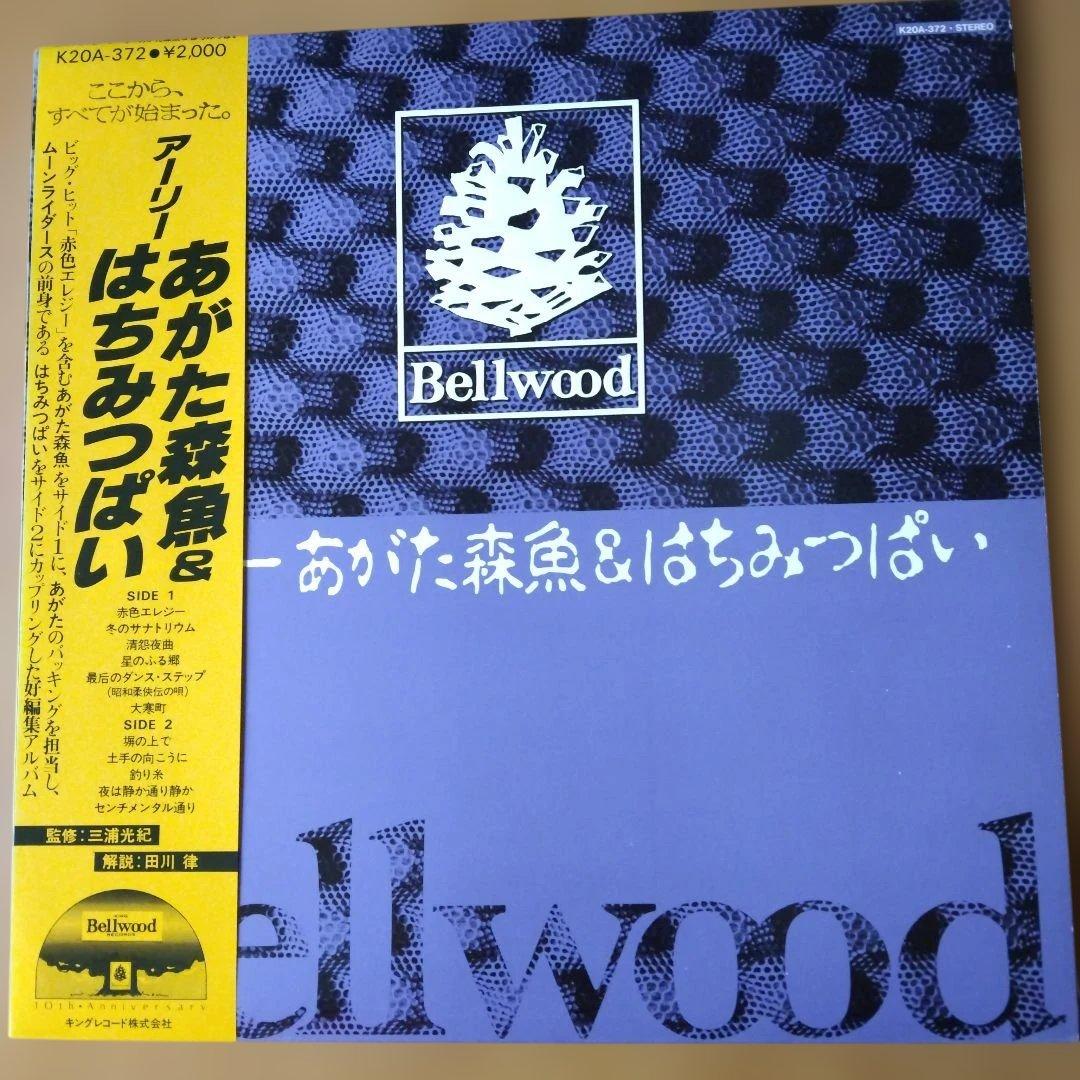 K20A-372●¥2,000
ここから、
すべてが始まった。
アーリー
あがた森魚&
はちみつぱい
ビッグ・ヒット「赤色エレジー」を含むあがた森魚をサイド1に、あがたのバッキングを担当し、
ムーンライダースの前身である はちみつぱいをサイド2にカップリングした好編集アルバム
SIDE 1
赤色エレジー
冬のサナトリウム
清怨夜曲
星のふる郷
最后のダンス・ステップ
(昭和柔侠伝の唄)
大寒町
SIDE 2
塀の上で
土手の向こうに
釣り糸
夜は静か通り静か
センチメンタル通り
監修:三浦光紀
解説:田川 律
KING
Bellwood
RECORDS
10th・Anniversary
キングレコード株式会社
K20A-372・STEREO
Bellwood
ーあがた森魚&はちみつぱい
ellwood